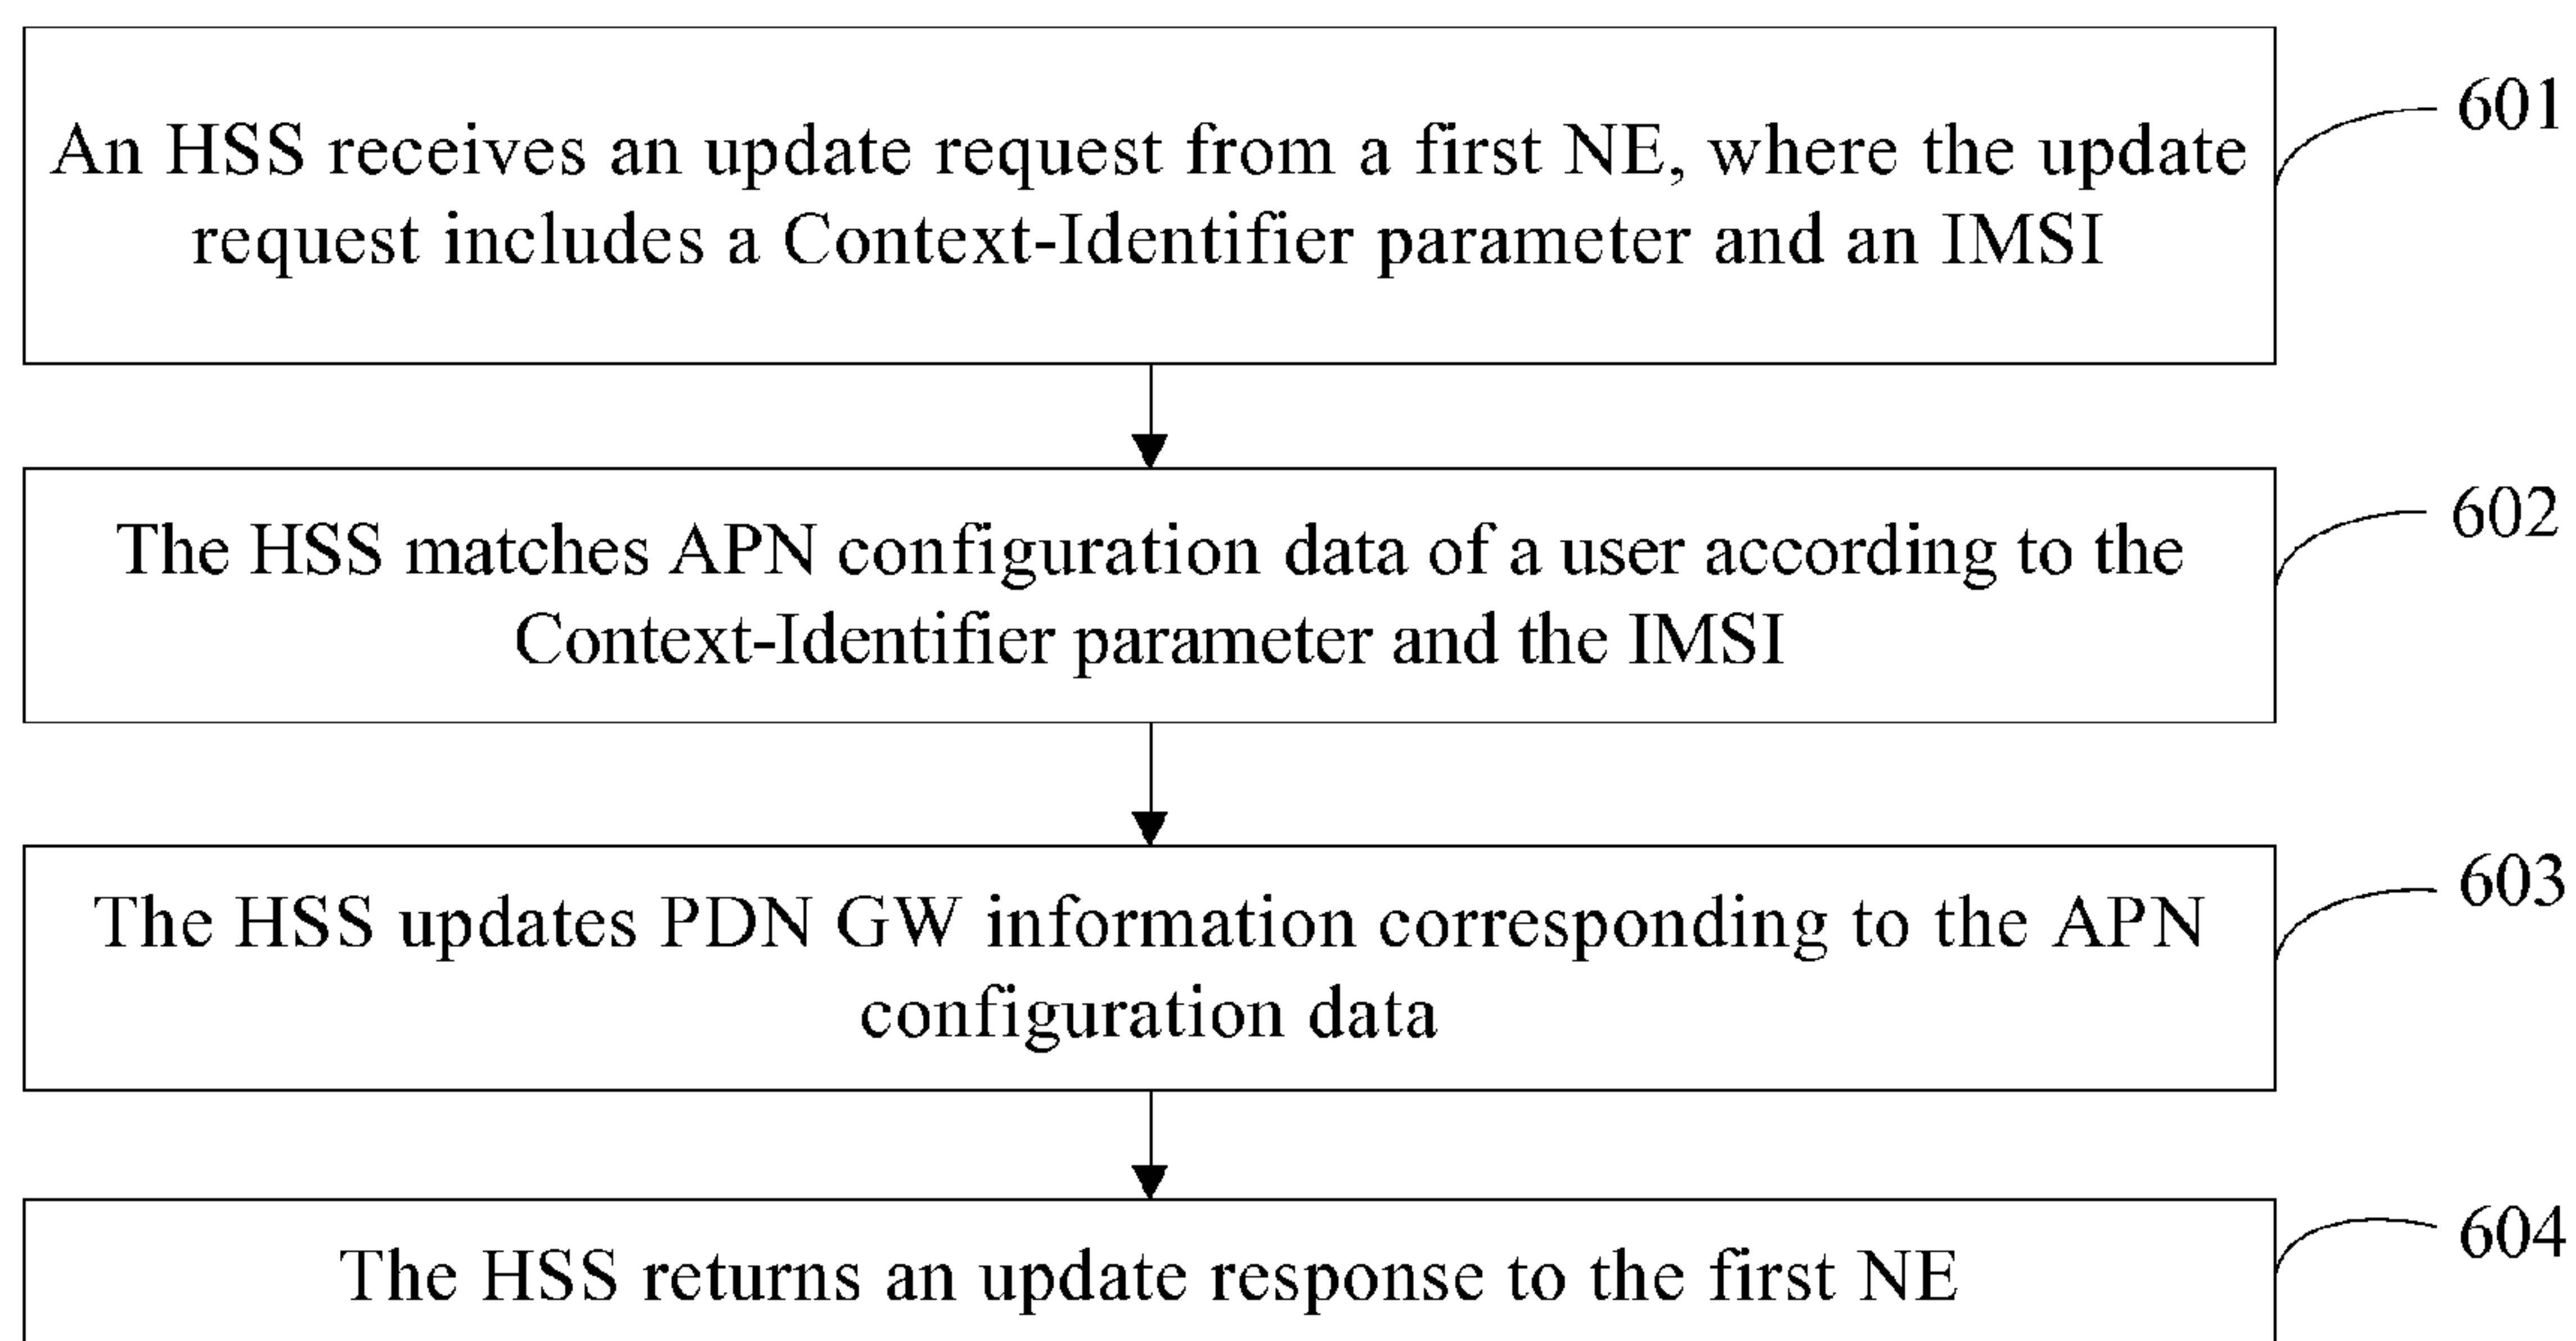 An HSS receives an update request from a first NE, where the update
request includes a Context-Identifier parameter and an IMSI
601
The HSS matches APN configuration data of a user according to the
Context-Identifier parameter and the IMSI
602
The HSS updates PDN GW information corresponding to the APN
configuration data
603
The HSS returns an update response to the first NE
604